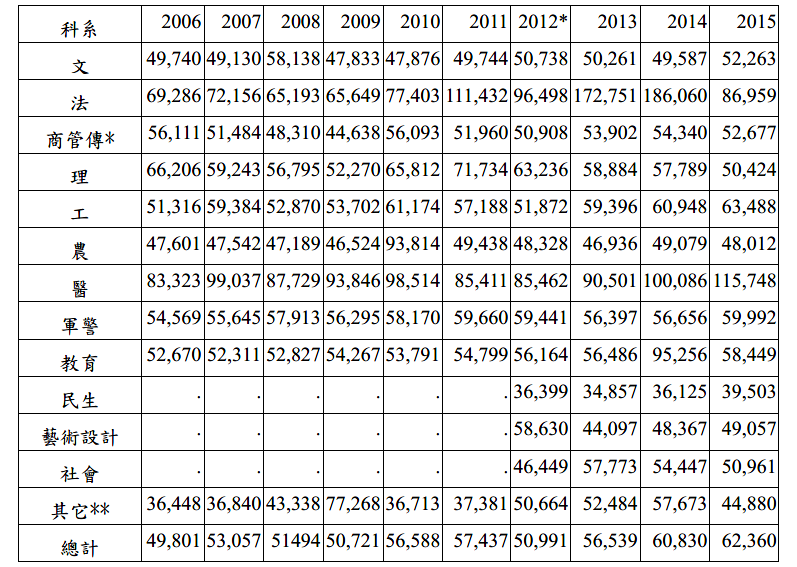 科系 2006 2007 2008 2009 2010 2011 2012* 2013 2014 2015
文 49,740 49,130 58,138 47,833 47,876 49,744 50,738 50,261 49,587 52,263
法 69,286 72,156 65,193 65,649 77,403 111,432 96,498 172,751 186,060 86,959
商管傳* 56,111 51,484 48,310 44,638 56,093 51,960 50,908 53,902 54,340 52,677
理 66,206 59,243 56,795 52,270 65,812 71,734 63,236 58,884 57,789 50,424
工 51,316 59,384 52,870 53,702 61,174 57,188 51,872 59,396 60,948 63,488
農 47,601 47,542 47,189 46,524 93,814 49,438 48,328 46,936 49,079 48,012
醫 83,323 99,037 87,729 93,846 98,514 85,411 85,462 90,501 100,086 115,748
軍警 54,569 55,645 57,913 56,295 58,170 59,660 59,441 56,397 56,656 59,992
教育 52,670 52,311 52,827 54,267 53,791 54,799 56,164 56,486 95,256 58,449
民生 . . . . . . 36,399 34,857 36,125 39,503
藝術設計 . . . . . . 58,630 44,097 48,367 49,057
社會 . . . . . . 46,449 57,773 54,447 50,961
其它** 36,448 36,840 43,338 77,268 36,713 37,381 50,664 52,484 57,673 44,880
總計 49,801 53,057 51494 50,721 56,588 57,437 50,991 56,539 60,830 62,360